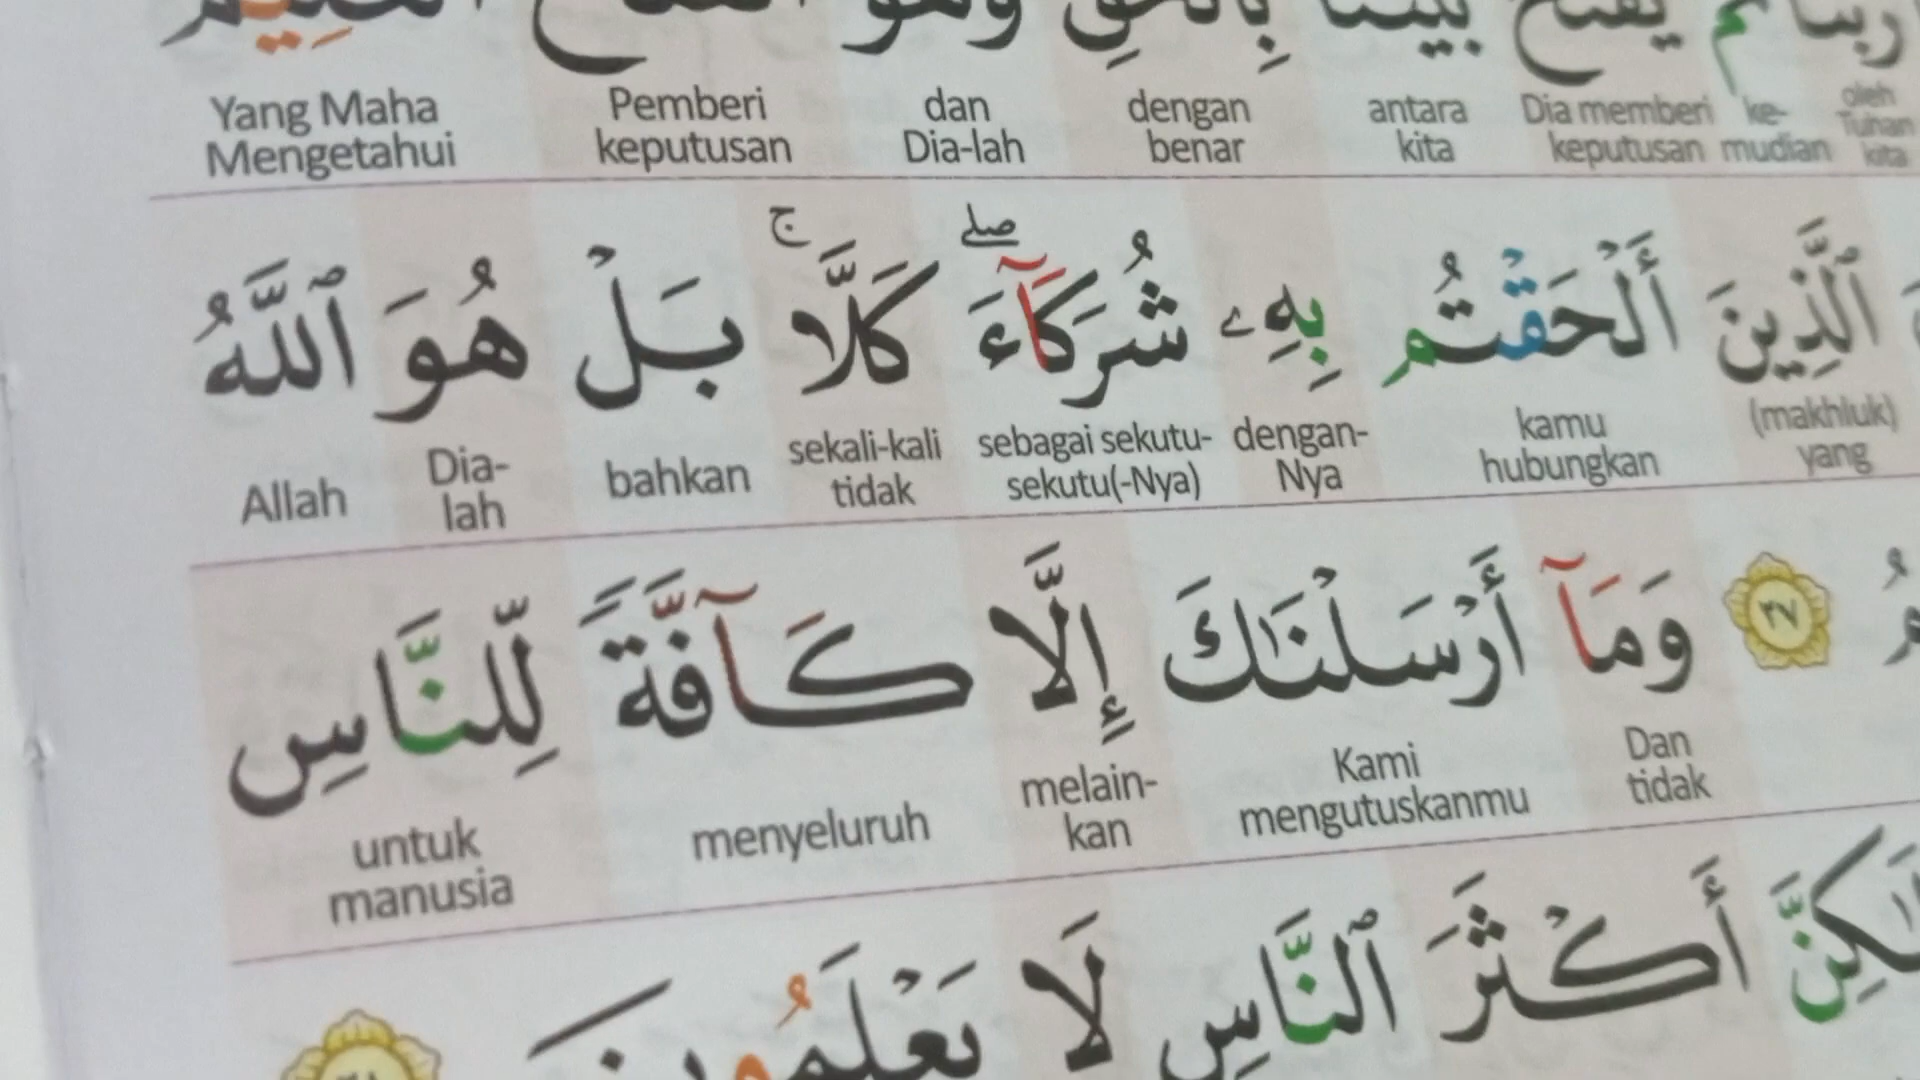 بَيْنَنَا بِٱلْحَقِّ وَهُوَ
Yang Maha Pemberi dan dengan antara Dia memberi ke- oleh
Mengetahui keputusan Dia-lah benar kita keputusan mudian Tuhan kita
ٱلَّذِينَ أَلْحَقْتُم بِهِۦ شُرَكَآءَ ۖ كَلَّا ۚ بَلْ هُوَ ٱللَّهُ
Allah Dia- bahkan sekali-kali sebagai sekutu- dengan- kamu (makhluk)
lah tidak sekutu(-Nya) Nya hubungkan yang
٢٧ وَمَآ أَرْسَلْنَٰكَ إِلَّا كَآفَّةً لِّلنَّاسِ
untuk menyeluruh melain- Kami Dan
manusia kan mengutuskanmu tidak
أَكْثَرَ ٱلنَّاسِ لَا يَعْلَمُونَ